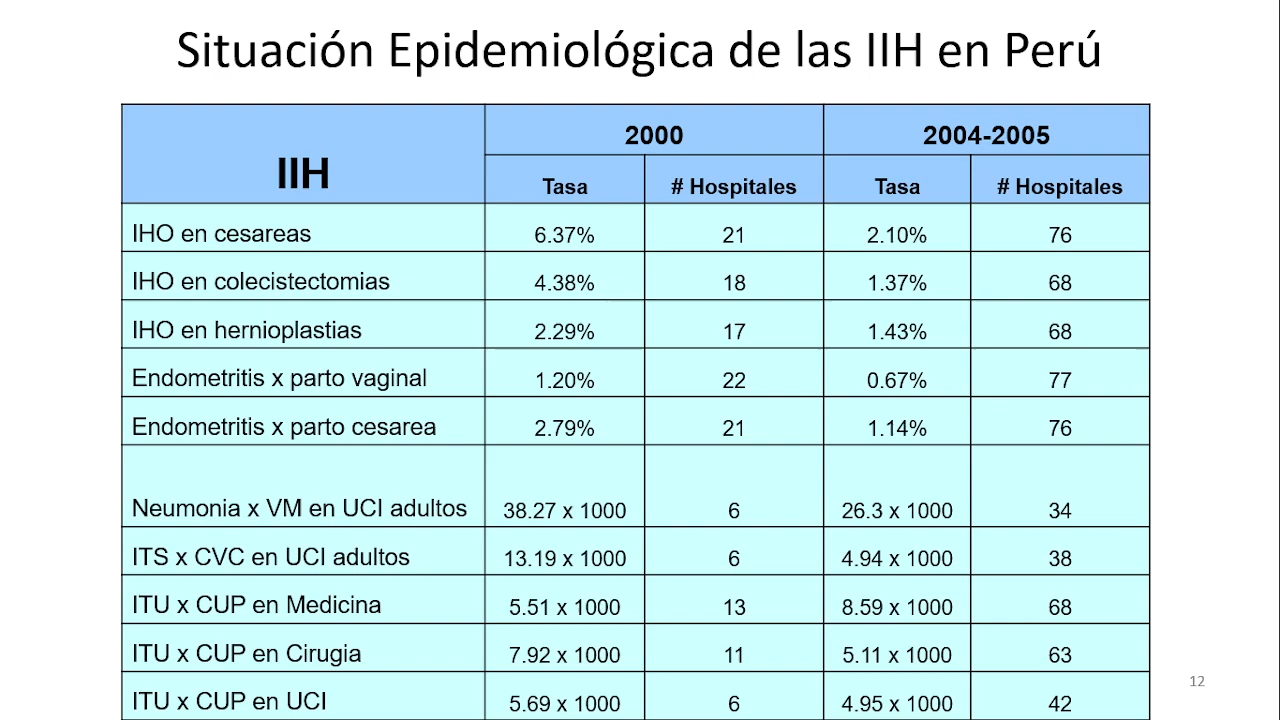 Situación Epidemiológica de las IIH en Perú
IIH 2000 2004-2005
Tasa # Hospitales Tasa # Hospitales
IHO en cesareas 6.37% 21 2.10% 76
IHO en colecistectomias 4.38% 18 1.37% 68
IHO en hernioplastias 2.29% 17 1.43% 68
Endometritis x parto vaginal 1.20% 22 0.67% 77
Endometritis x parto cesarea 2.79% 21 1.14% 76
Neumonia x VM en UCI adultos 38.27 x 1000 6 26.3 x 1000 34
ITS x CVC en UCI adultos 13.19 x 1000 6 4.94 x 1000 38
ITU x CUP en Medicina 5.51 x 1000 13 8.59 x 1000 68
ITU x CUP en Cirugia 7.92 x 1000 11 5.11 x 1000 63
ITU x CUP en UCI 5.69 x 1000 6 4.95 x 1000 42
12